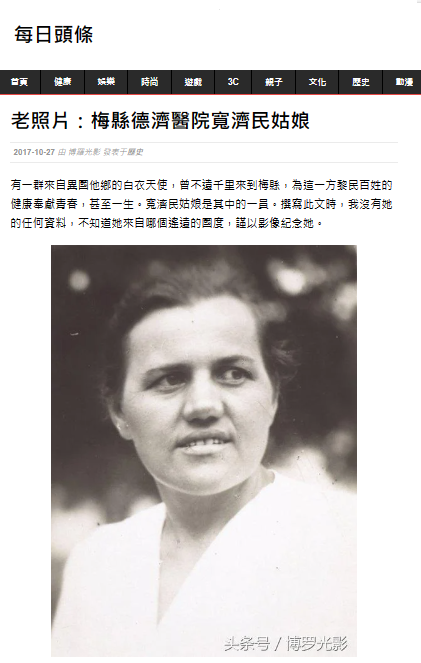 每日頭條
首頁 健康 娛樂 時尚 遊戲 3C 親子 文化 歷史 動漫
老照片：梅縣德濟醫院寬濟民姑娘
2017-10-27 由 博羅光影 發表于歷史
有一群來自異國他鄉的白衣天使，曾不遠千里來到梅縣，為這一方黎民百姓的
健康奉獻青春，甚至一生。寬濟民姑娘是其中的一員。撰寫此文時，我沒有她
的任何資料，不知道她來自哪個遙遠的國度，謹以影像紀念她。
头条号 / 博罗光影